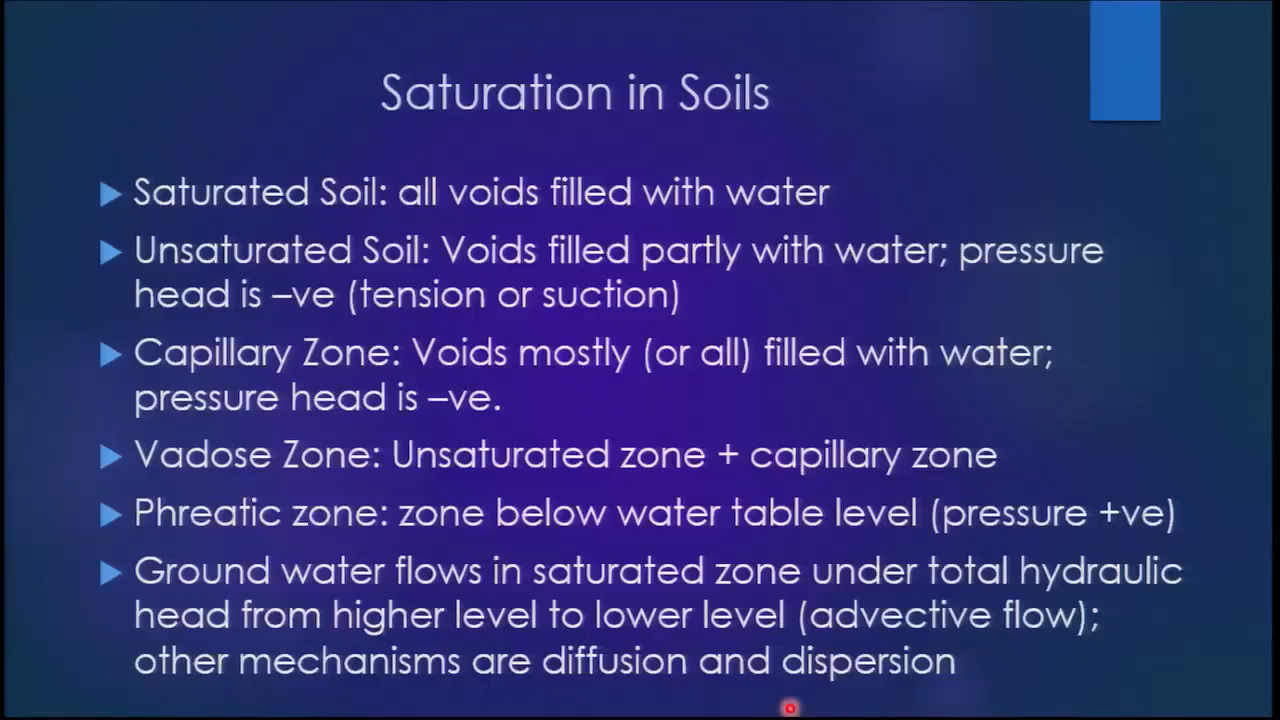 Saturation in Soils
Saturated Soil: all voids filled with water
Unsaturated Soil: Voids filled partly with water; pressure
head is –ve (tension or suction)
Capillary Zone: Voids mostly (or all) filled with water;
pressure head is –ve.
Vadose Zone: Unsaturated zone + capillary zone
Phreatic zone: zone below water table level (pressure +ve)
Ground water flows in saturated zone under total hydraulic
head from higher level to lower level (advective flow);
other mechanisms are diffusion and dispersion